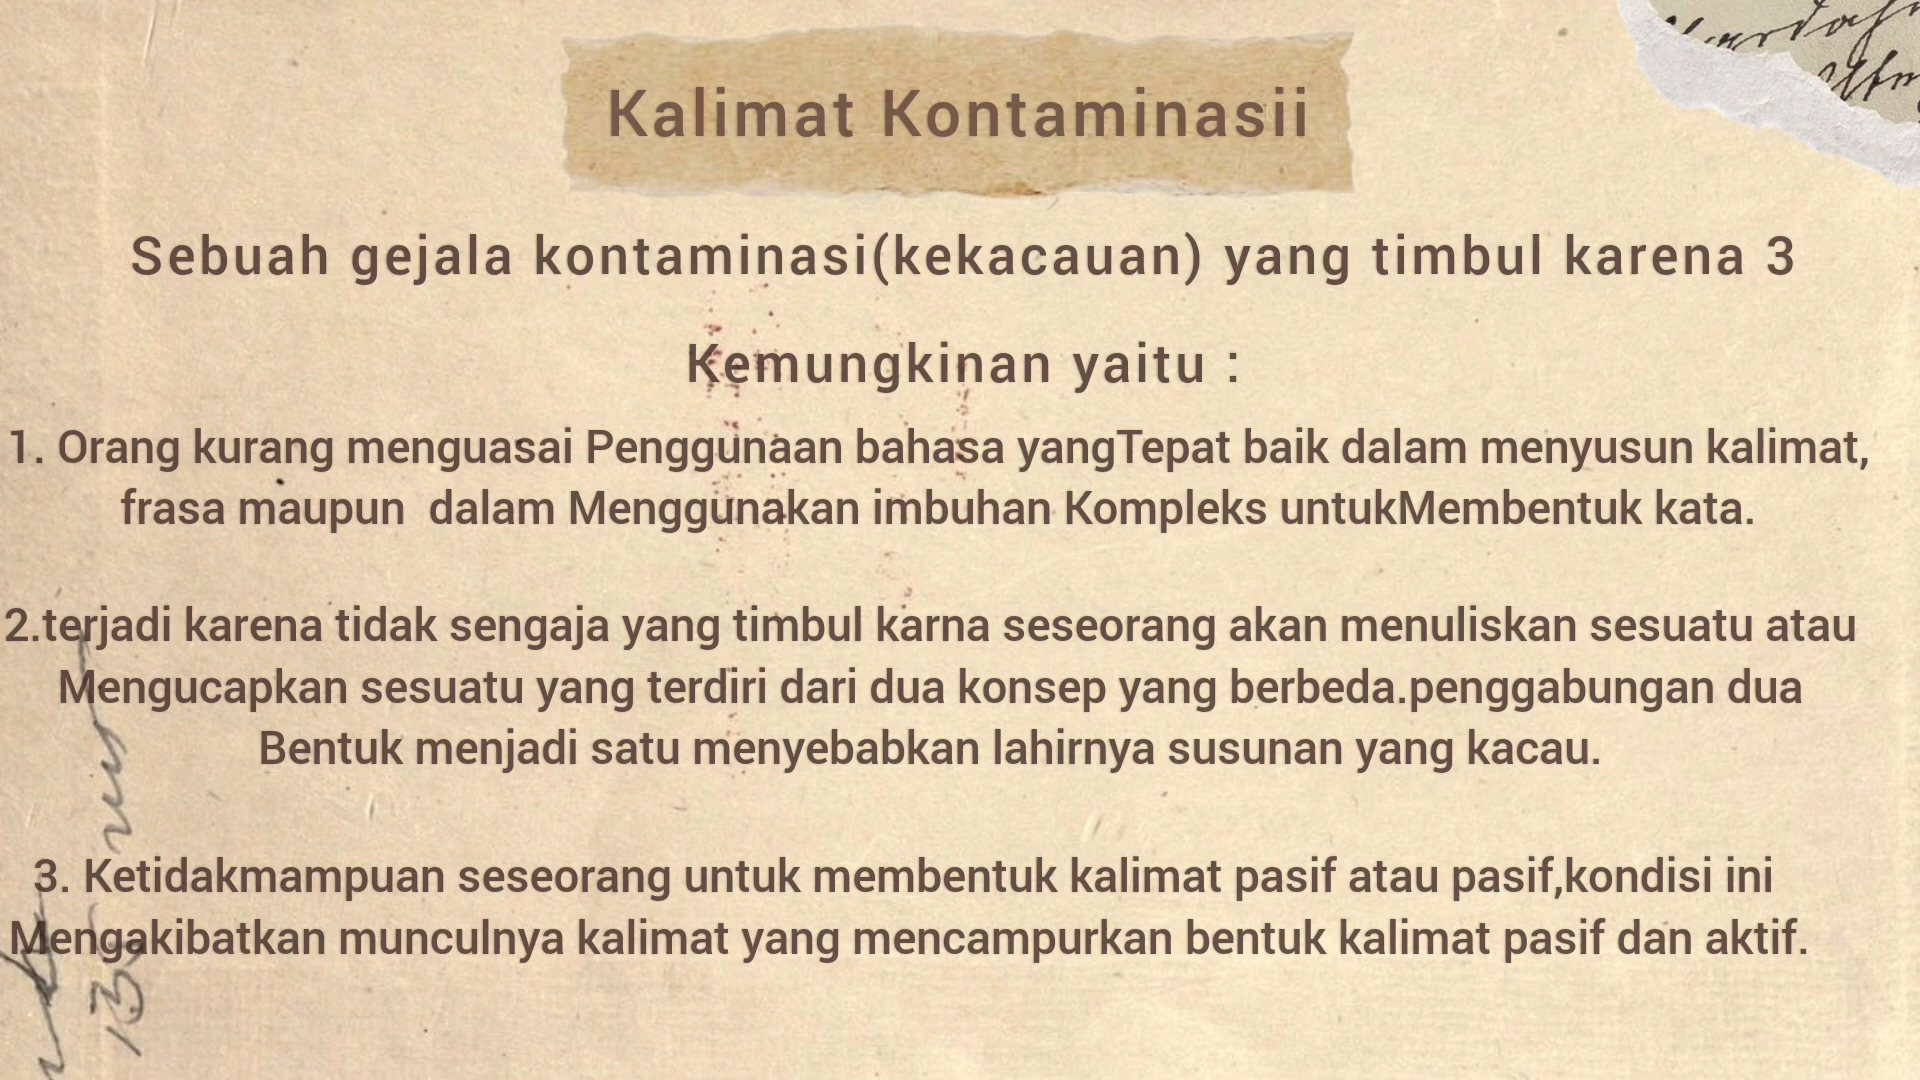 Kalimat Kontaminasii
Sebuah gejala kontaminasi(kekacauan) yang timbul karena 3
Kemungkinan yaitu :
1. Orang kurang menguasai Penggunaan bahasa yangTepat baik dalam menyusun kalimat,
frasa maupun  dalam Menggunakan imbuhan Kompleks untukMembentuk kata.
2.terjadi karena tidak sengaja yang timbul karna seseorang akan menuliskan sesuatu atau
Mengucapkan sesuatu yang terdiri dari dua konsep yang berbeda.penggabungan dua
Bentuk menjadi satu menyebabkan lahirnya susunan yang kacau.
3. Ketidakmampuan seseorang untuk membentuk kalimat pasif atau pasif,kondisi ini
Mengakibatkan munculnya kalimat yang mencampurkan bentuk kalimat pasif dan aktif.